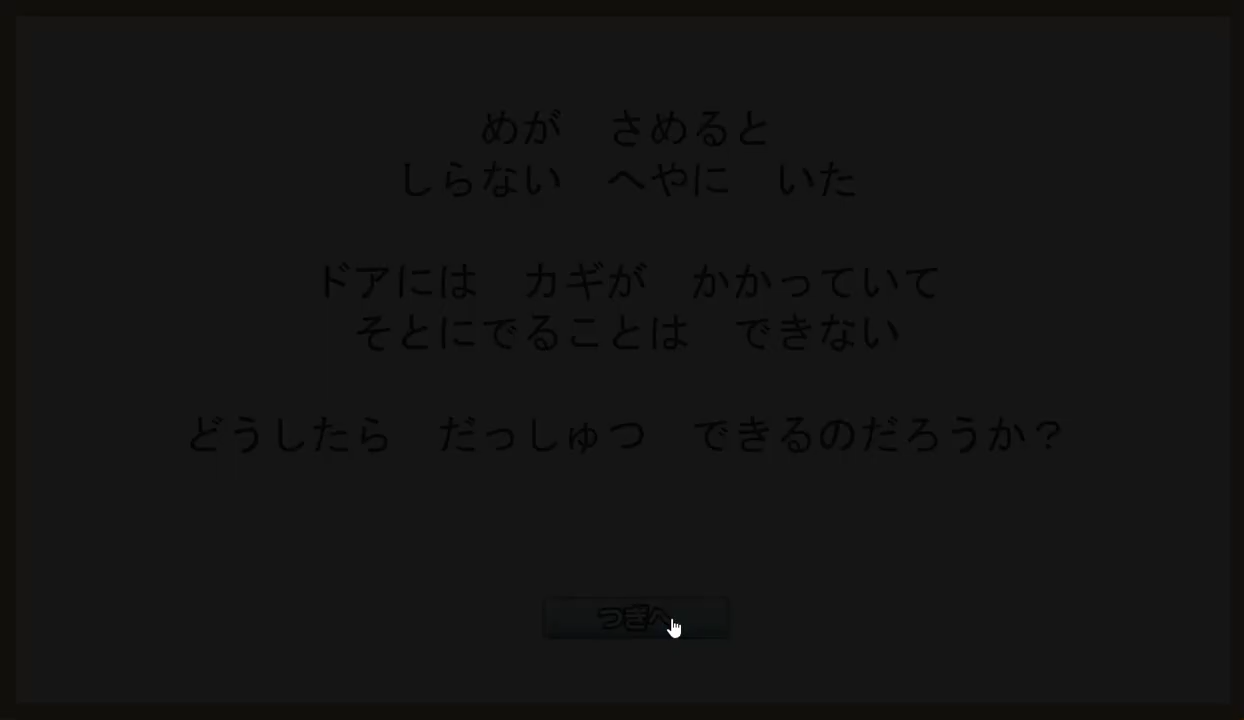 めが　さめると
しらない　へやに　いた
ドアには　カギが　かかっていて
そとにでることは　できない
どうしたら　だっしゅつ　できるのだろうか？
つぎへ